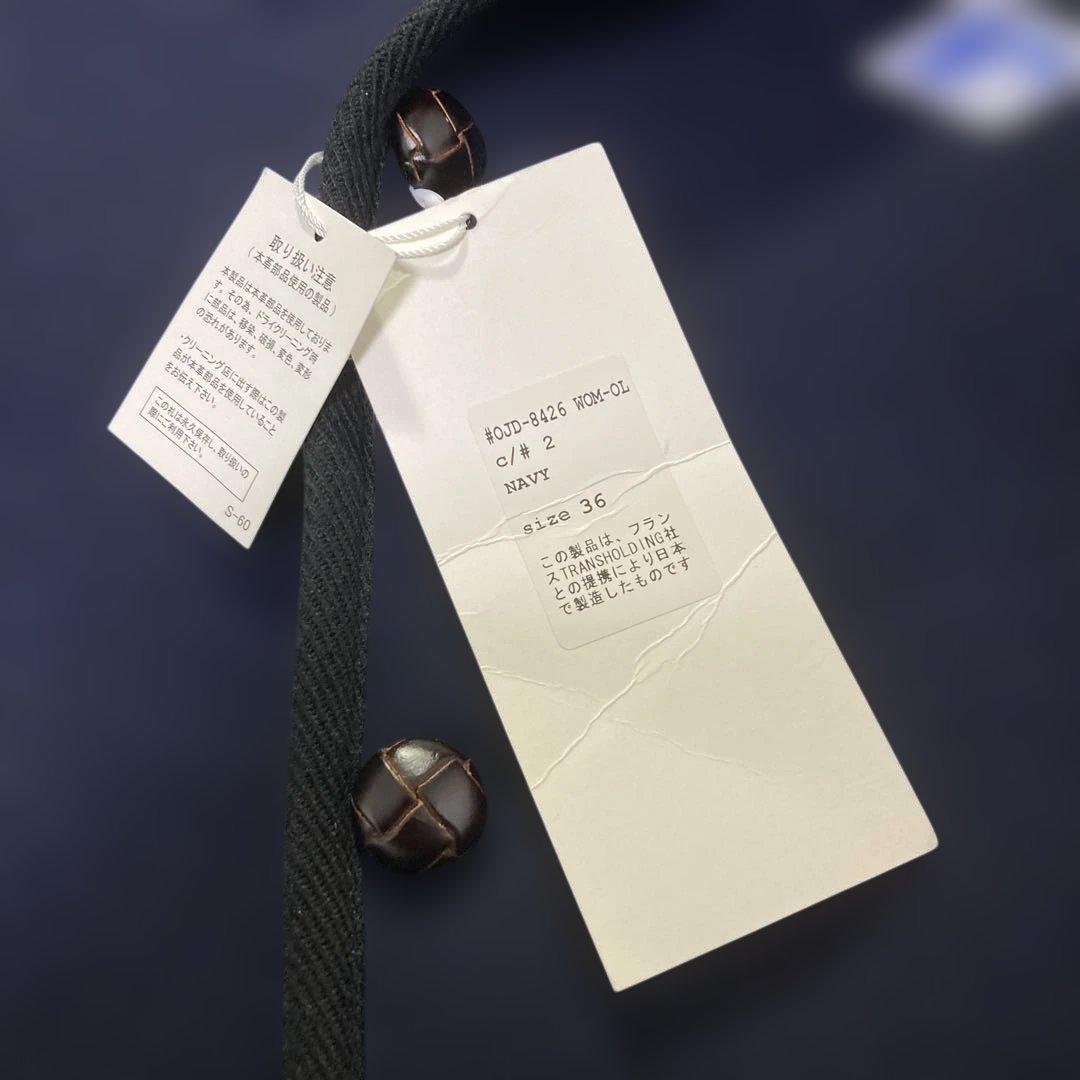 取り扱い注意
(本革部品使用の製品)
本製品は本革部品を使用しておりま
す。その為、ドライクリーニング時
に部品は、移染、破損、変色、変形
の恐れがあります。
・クリーニング店に出す際はこの製
品が本革部品を使用していること
をお伝え下さい。
この札は永久保存し、取り扱いの
際にご利用下さい。
S-60
#OJD-8426 WOM-OL
c/# 2
NAVY
size 36
この製品は、フラン
スTRANSHOLDING社
との提携により日本
で製造したものです